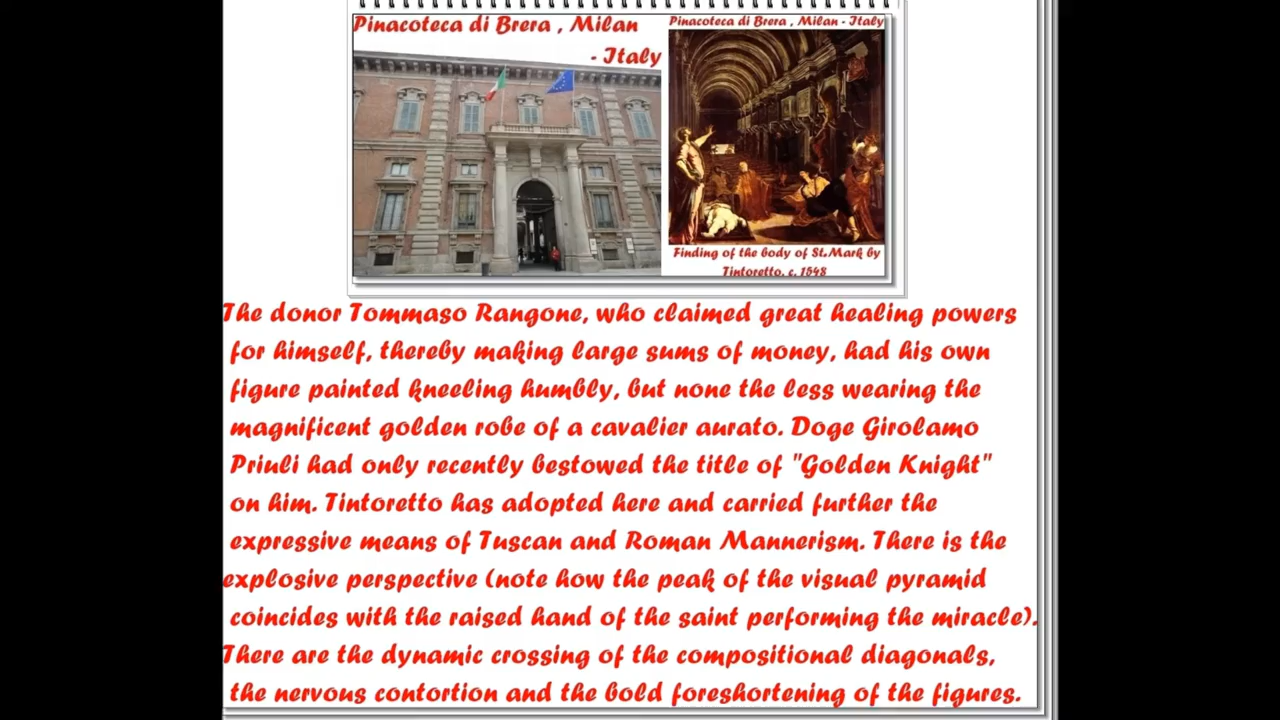 Pinacoteca di Brera , Milan
- Italy
Pinacoteca di Brera , Milan - Italy
Finding of the body of St.Mark by
Tintoretto, c. 1548
The donor Tommaso Rangone, who claimed great healing powers
for himself, thereby making large sums of money, had his own
figure painted kneeling humbly, but none the less wearing the
magnificent golden robe of a cavalier aurato. Doge Girolamo
Priuli had only recently bestowed the title of "Golden Knight"
on him. Tintoretto has adopted here and carried further the
expressive means of Tuscan and Roman Mannerism. There is the
explosive perspective (note how the peak of the visual pyramid
coincides with the raised hand of the saint performing the miracle).
There are the dynamic crossing of the compositional diagonals,
the nervous contortion and the bold foreshortening of the figures.